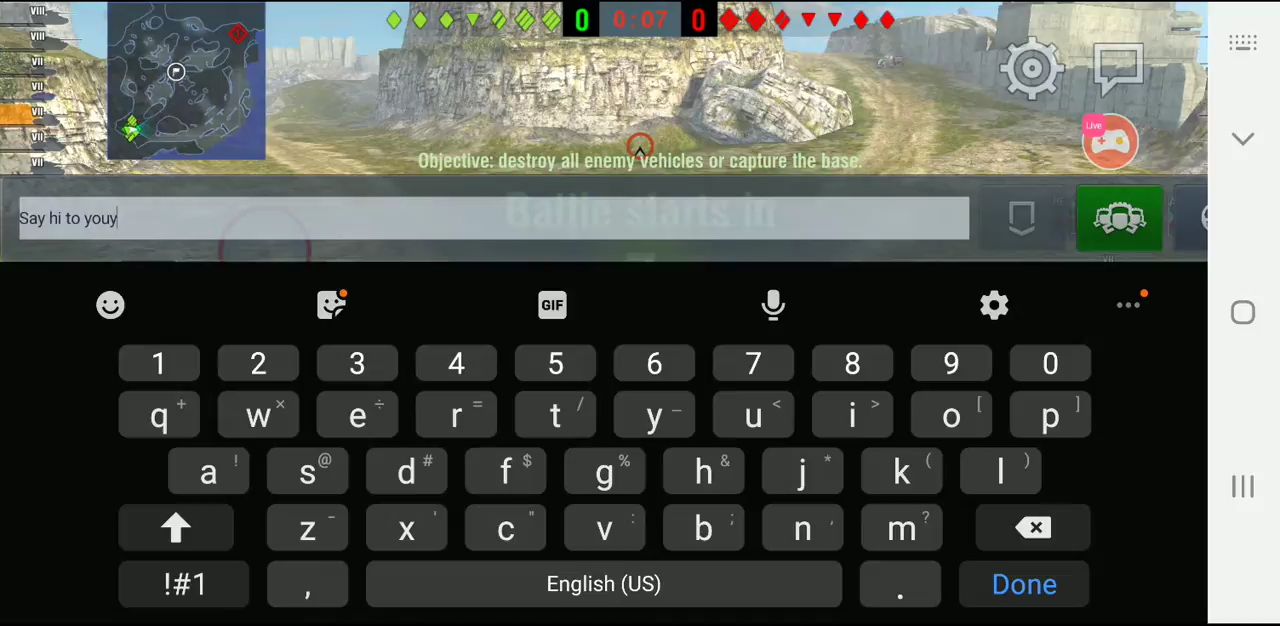 VIII
VIII
VII
VII
VII
VII
VII
0 0:07 0
Live
Objective: destroy all enemy vehicles or capture the base.
Battle starts in
Say hi to youy
VII
GIF
1 2 3 4 5 6 7 8 9 0
q + w × e ÷ r = t / y - u < i > o [ p ]
a ! s @ d # f $ g % h & j * k ( l )
z - x ' c " v : b ; n , m ?
!#1 , English (US) . Done